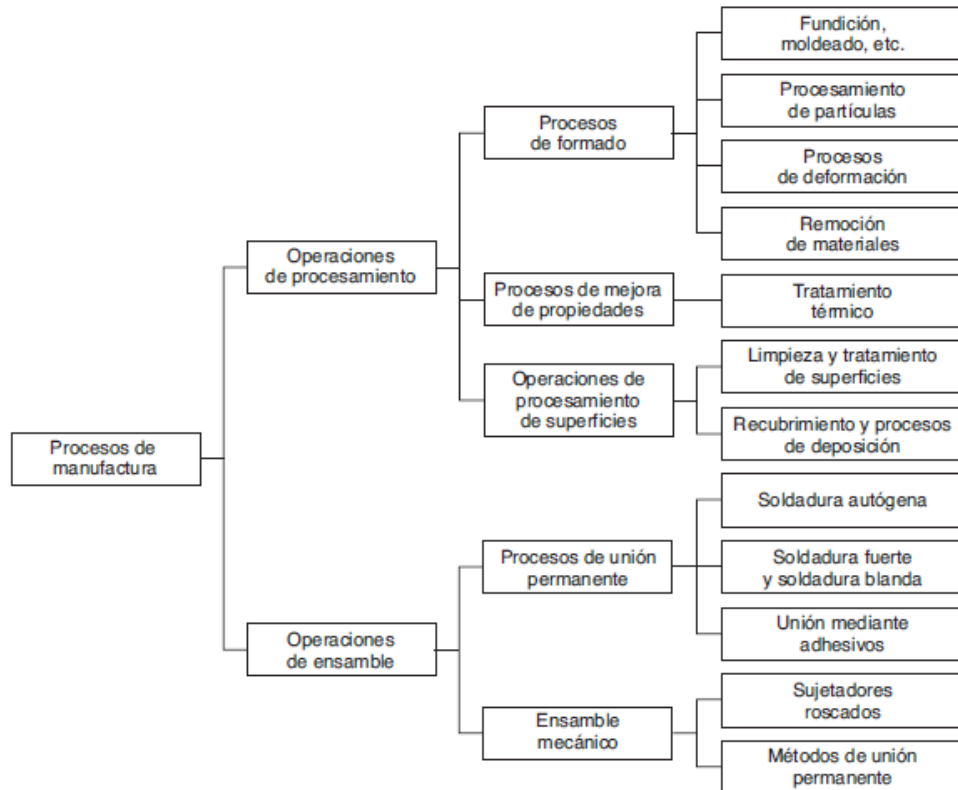 Fundición,
moldeado, etc.
Procesamiento
de partículas
Procesos
de formado
Procesos
de deformación
Remoción
de materiales
Operaciones
de procesamiento
Procesos de mejora
de propiedades
Tratamiento
térmico
Limpieza y tratamiento
de superficies
Operaciones de
procesamiento
de superficies
Recubrimiento y procesos
de deposición
Procesos de
manufactura
Soldadura autógena
Procesos de unión
permanente
Soldadura fuerte
y soldadura blanda
Unión mediante
adhesivos
Operaciones
de ensamble
Sujetadores
roscados
Ensamble
mecánico
Métodos de unión
permanente